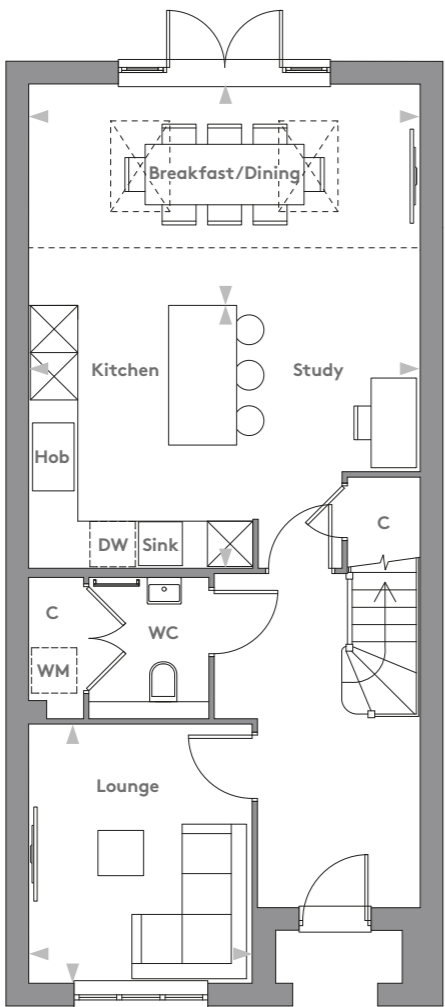 Breakfast/Dining
Kitchen
Study
Hob
DW
Sink
C
C
WC
WM
Lounge